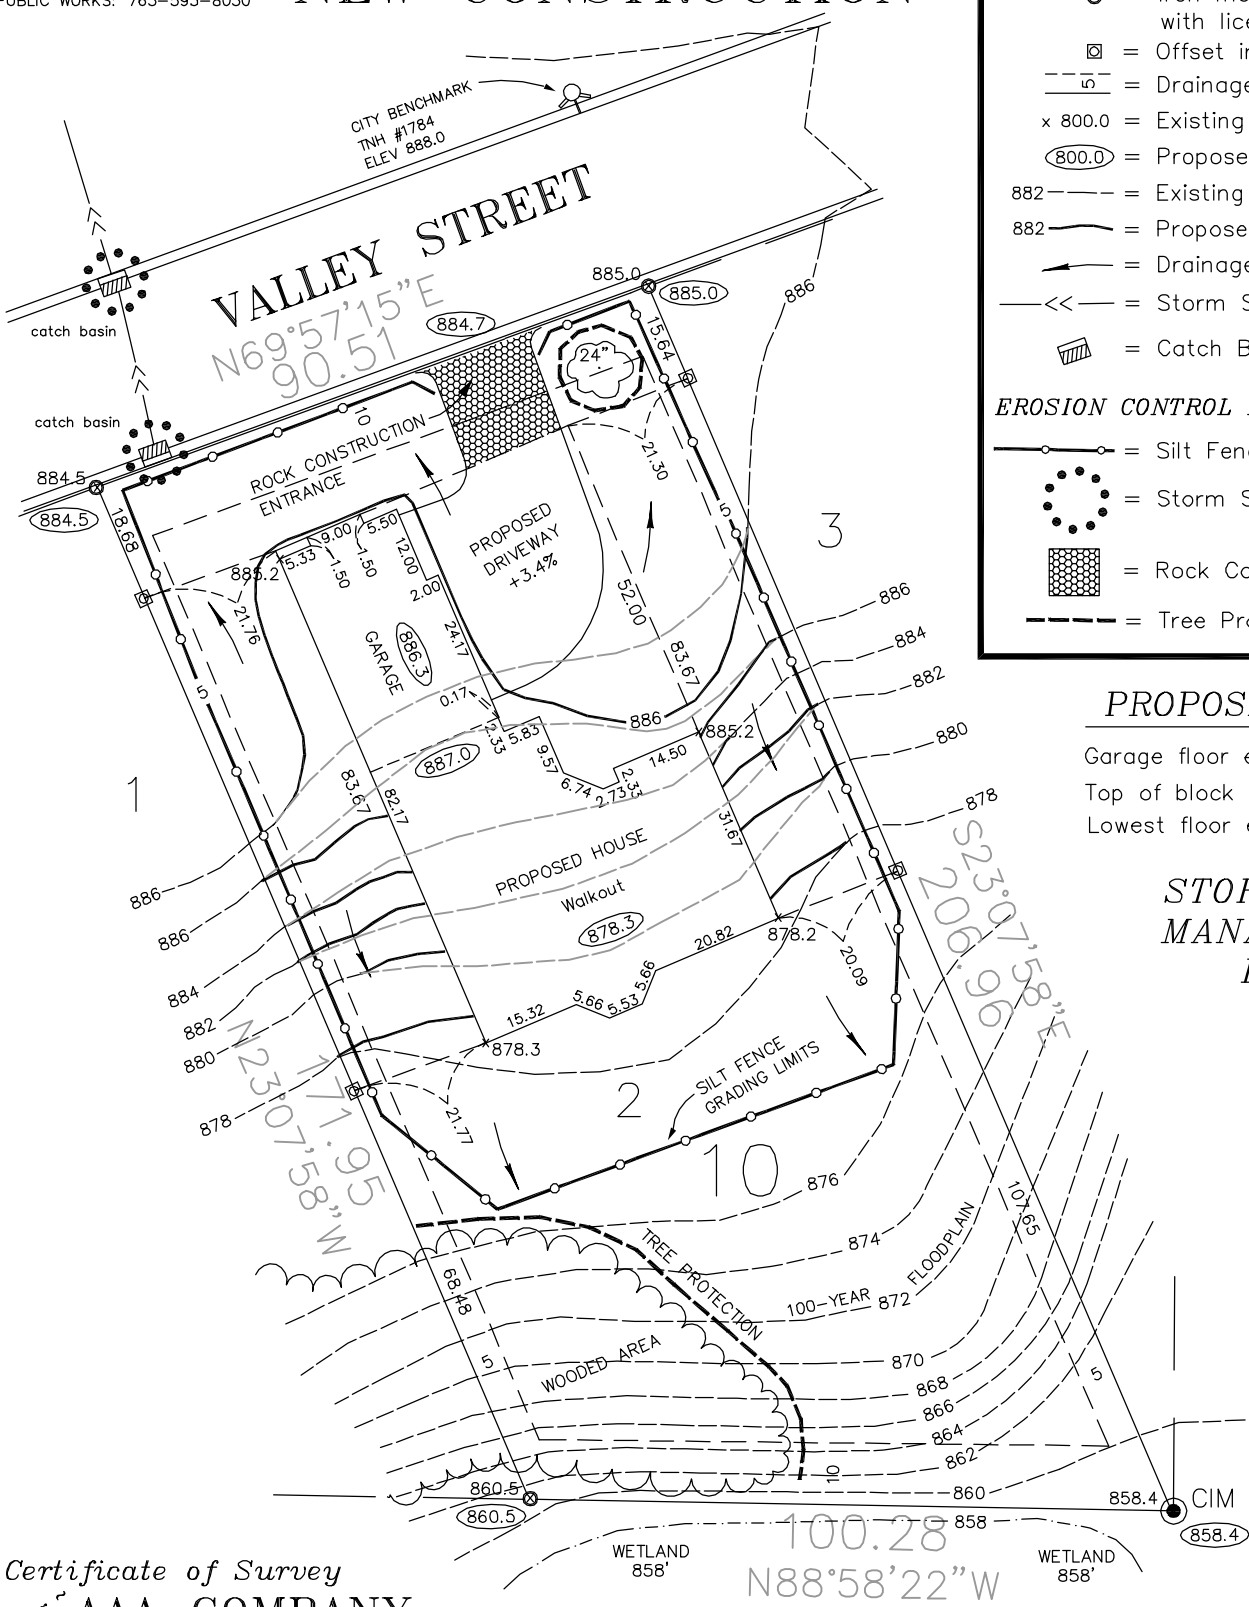 PUBLIC WORKS: 763-593-8030
NEW CONSTRUCTION
with
= Offset
5
= Drainage
x 800.0 = Existing
800.0 =
882 = Existing
882 =
= Drainage
<< = Storm
= Catch
EROSION CONTROL
= Silt
= Storm
= Rock
= Tree
CITY BENCHMARK
TNH #1784
ELEV 888.0
VALLEY STREET
N69°57'15"E
90.51
catch basin
catch basin
884.7
885.0
885.0
886
884.5
884.5
18.68
15.64
24"
10
ROCK CONSTRUCTION
ENTRANCE
21.30
5
3
PROPOSED
DRIVEWAY
+3.4%
885.2
5.33
9.00
5.50
1.50
1.50
12.00
2.00
21.76
52.00
886
884
882
880
878
GARAGE
886.3
24.17
83.67
5
0.17
2.33
5.83
886
885.2
887.0
9.57
6.74
2.73
2.33
14.50
1
83.67
82.17
31.67
PROPOSED HOUSE
Walkout
878.3
886
886
884
882
880
878
20.82
878.2
20.09
S23°07'58"E
206.96
15.32
5.66
5.53
5.66
878.3
N23°07'58"W
171.95
21.77
SILT FENCE
GRADING LIMITS
2
10
876
874
100-YEAR
872
FLOODPLAIN
107.65
TREE PROTECTION
68.48
5
WOODED AREA
870
868
866
864
862
860
858
5
10
860.5
860.5
858.4
CIM
858.4
100.28
N88°58'22"W
WETLAND
858'
WETLAND
858'
PROPOSED
Garage floor
Top of block
Lowest floor
Certificate of Survey
AAA COMPANY